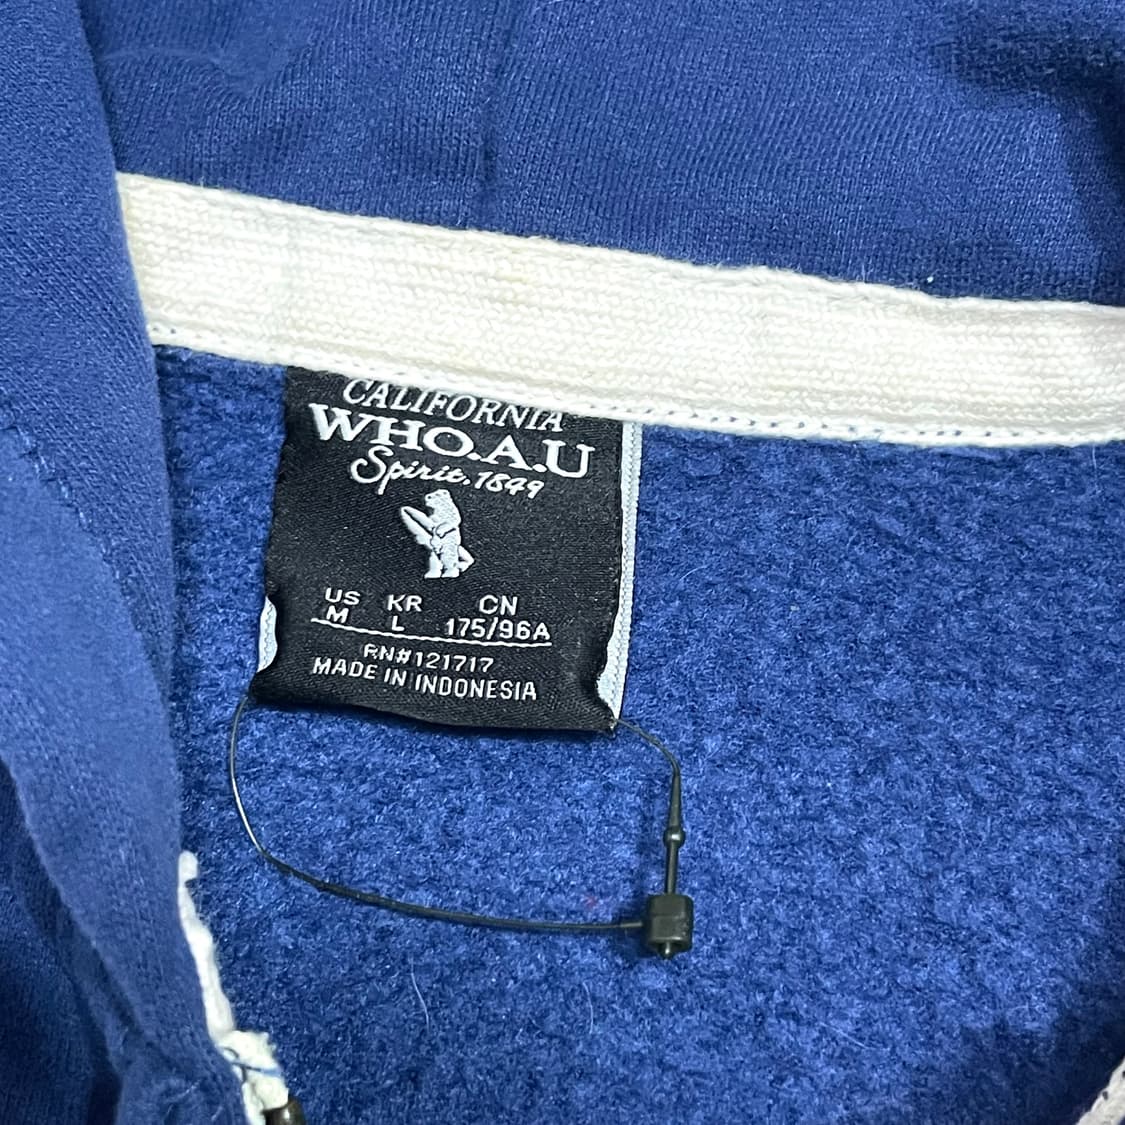 CALIFORNIA
WHO.A.U
Spirit.1849
US KR CN
M L 175/96A
RN#121717
MADE IN INDONESIA